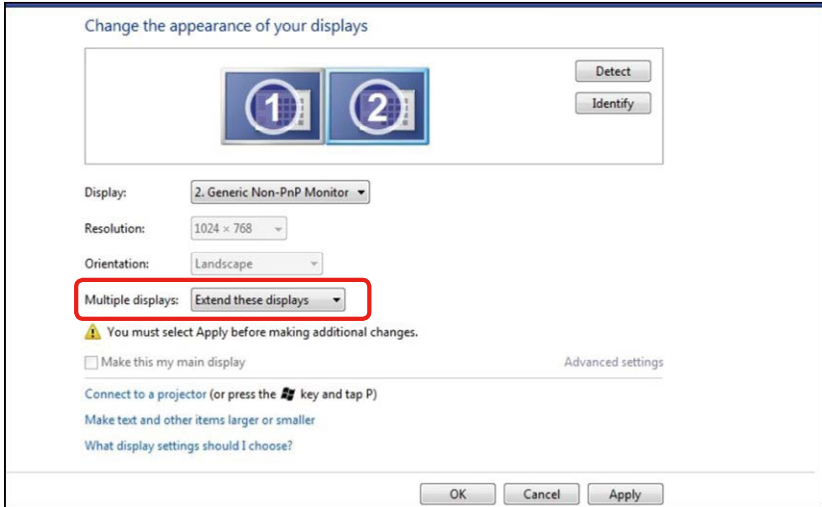 Change the appearance of your displays
1 2
Detect
Identify
Display: 2. Generic Non-PnP Monitor
Resolution: 1024 × 768
Orientation: Landscape
Multiple displays: Extend these displays
You must select Apply before making additional changes.
Make this my main display Advanced settings
Connect to a projector (or press the key and tap P)
Make text and other items larger or smaller
What display settings should I choose?
OK Cancel Apply